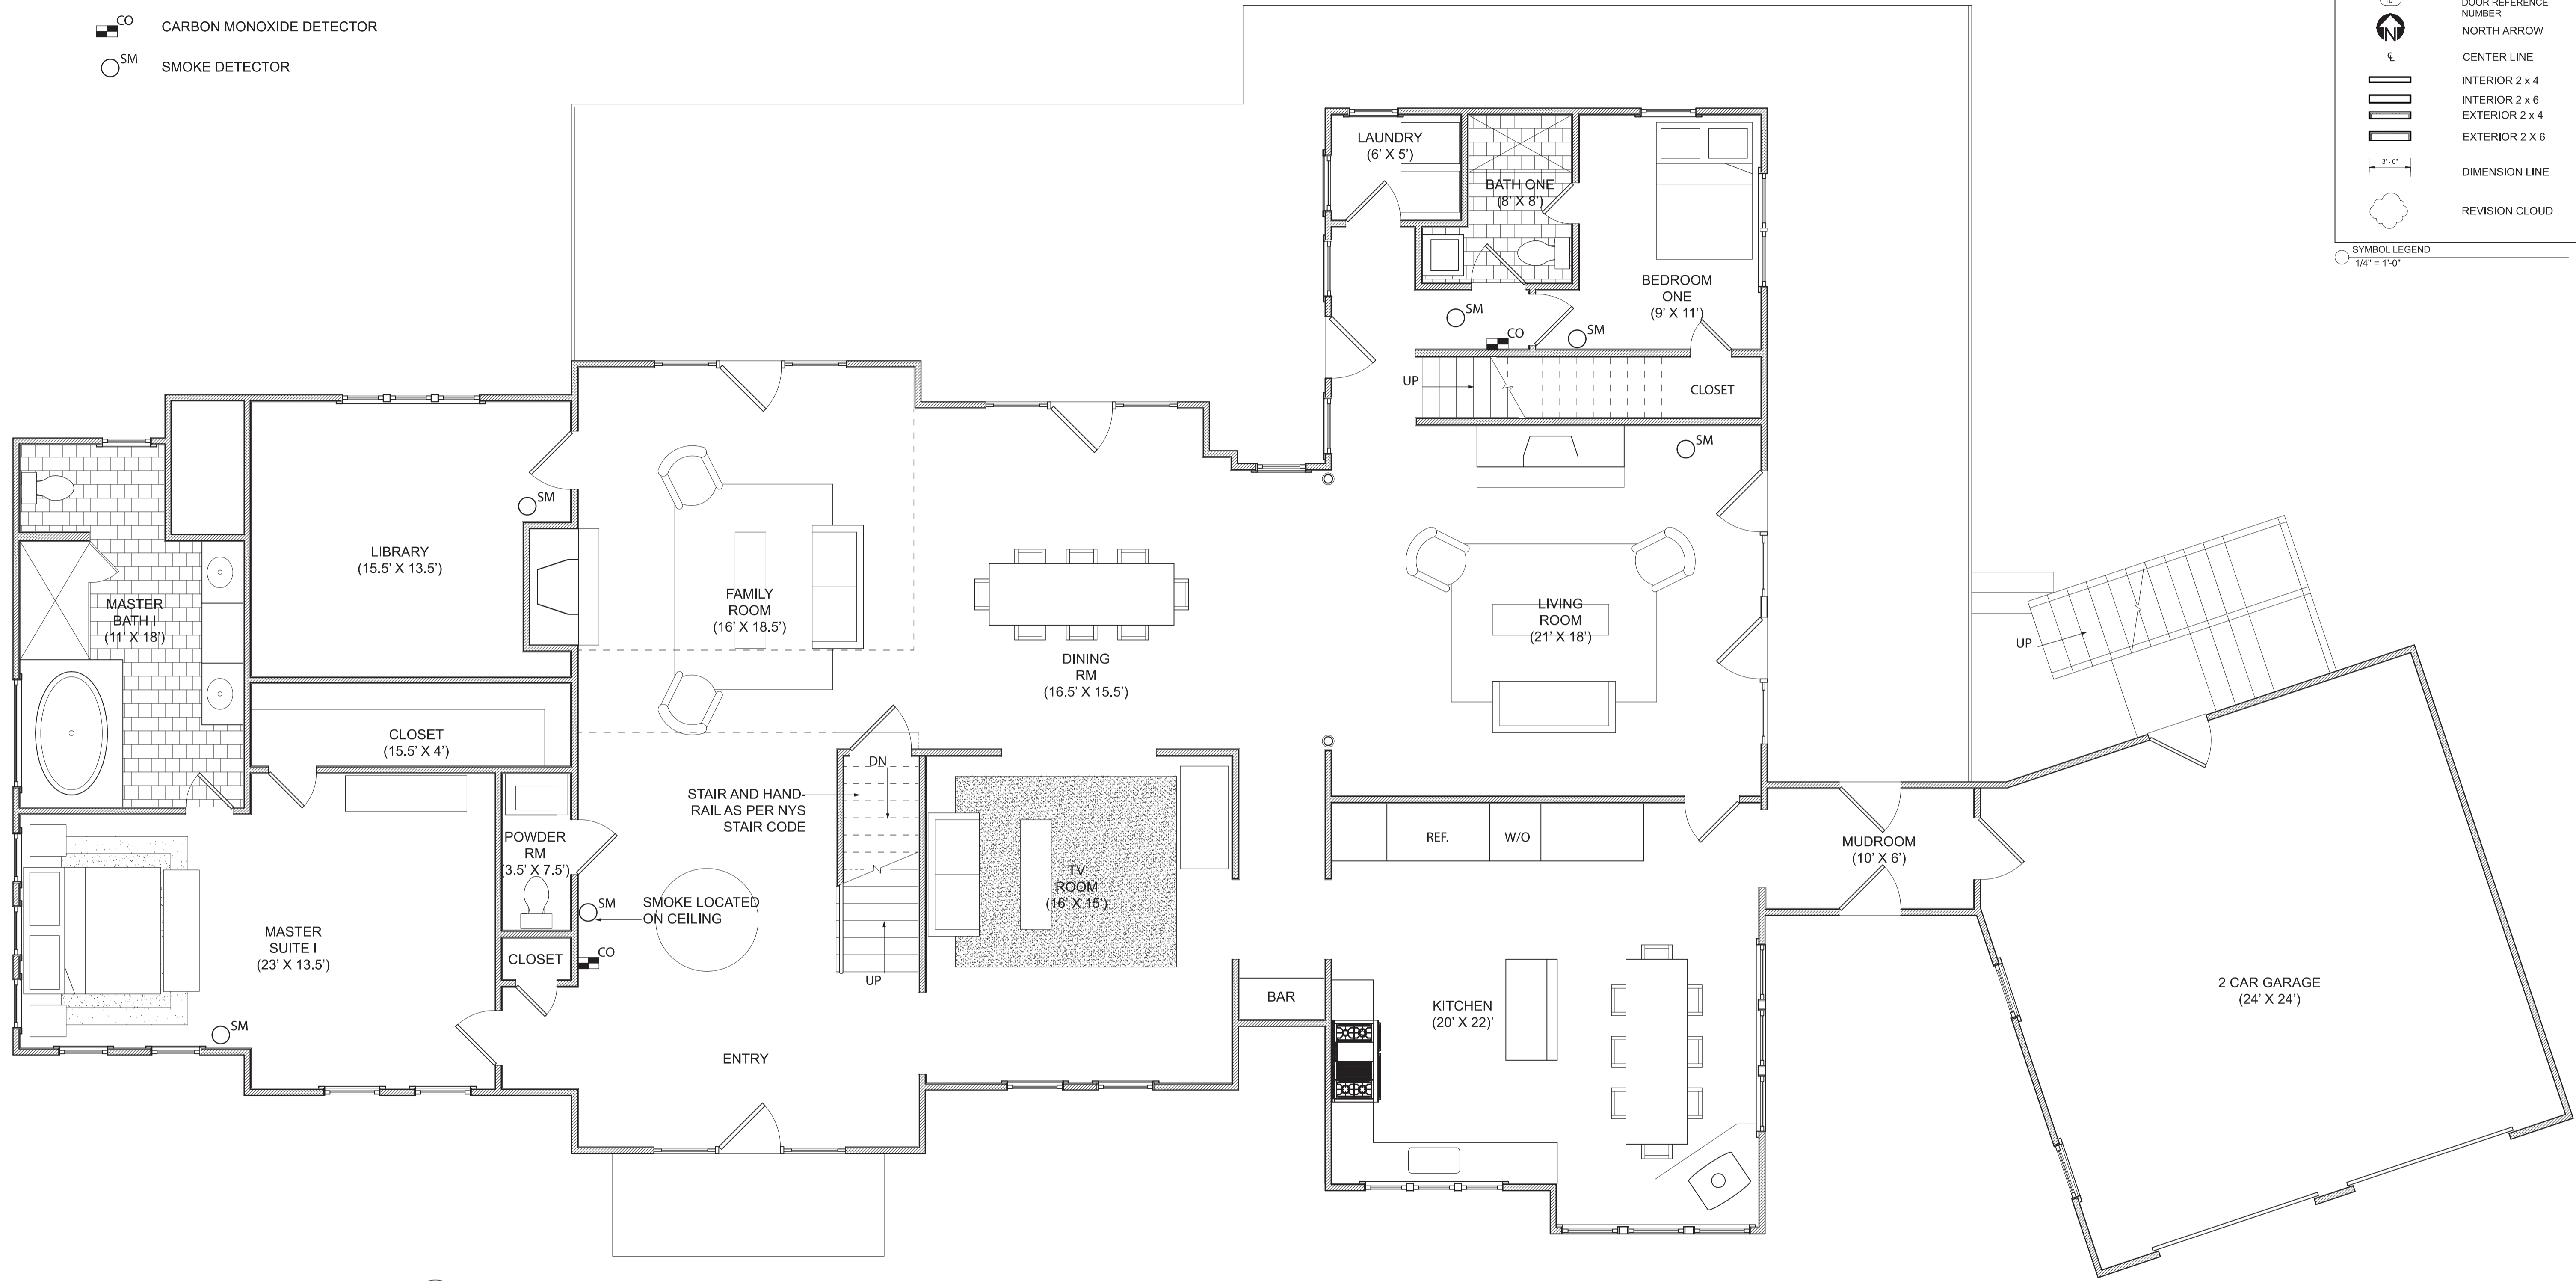 CO
CARBON MONOXIDE DETECTOR
SM
SMOKE DETECTOR
101
DOOR REFERENCE
NUMBER
N
NORTH ARROW
℄
CENTER LINE
INTERIOR 2 x 4
INTERIOR 2 x 6
EXTERIOR 2 x 4
EXTERIOR 2 X 6
3' - 0"
DIMENSION LINE
REVISION CLOUD
SYMBOL LEGEND
1/4" = 1'-0"
LAUNDRY
(6' X 5')
BATH ONE
(8' X 8')
BEDROOM
ONE
(9' X 11')
SM
CO
SM
UP
CLOSET
SM
SM
LIBRARY
(15.5' X 13.5')
MASTER
BATH I
(11' X 18')
FAMILY
ROOM
(16' X 18.5')
DINING
RM
(16.5' X 15.5')
LIVING
ROOM
(21' X 18')
UP
CLOSET
(15.5' X 4')
DN
STAIR AND HAND-
RAIL AS PER NYS
STAIR CODE
POWDER
RM
(3.5' X 7.5')
REF.
W/O
MUDROOM
(10' X 6')
TV
ROOM
(16' X 15')
SM
SMOKE LOCATED
ON CEILING
MASTER
SUITE I
(23' X 13.5')
CLOSET
CO
UP
BAR
KITCHEN
(20' X 22)'
2 CAR GARAGE
(24' X 24')
SM
ENTRY